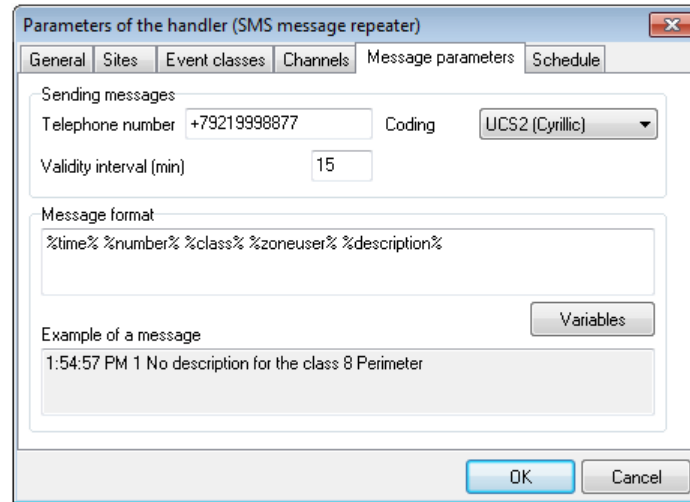 Parameters of the handler (SMS message repeater)
General Sites Event classes Channels Message parameters Schedule
Sending messages
Telephone number +79219998877 Coding UCS2 (Cyrillic)
Validity interval (min) 15
Message format
%time% %number% %class% %zoneuser% %description%
Variables
Example of a message
1:54:57 PM 1 No description for the class 8 Perimeter
OK Cancel